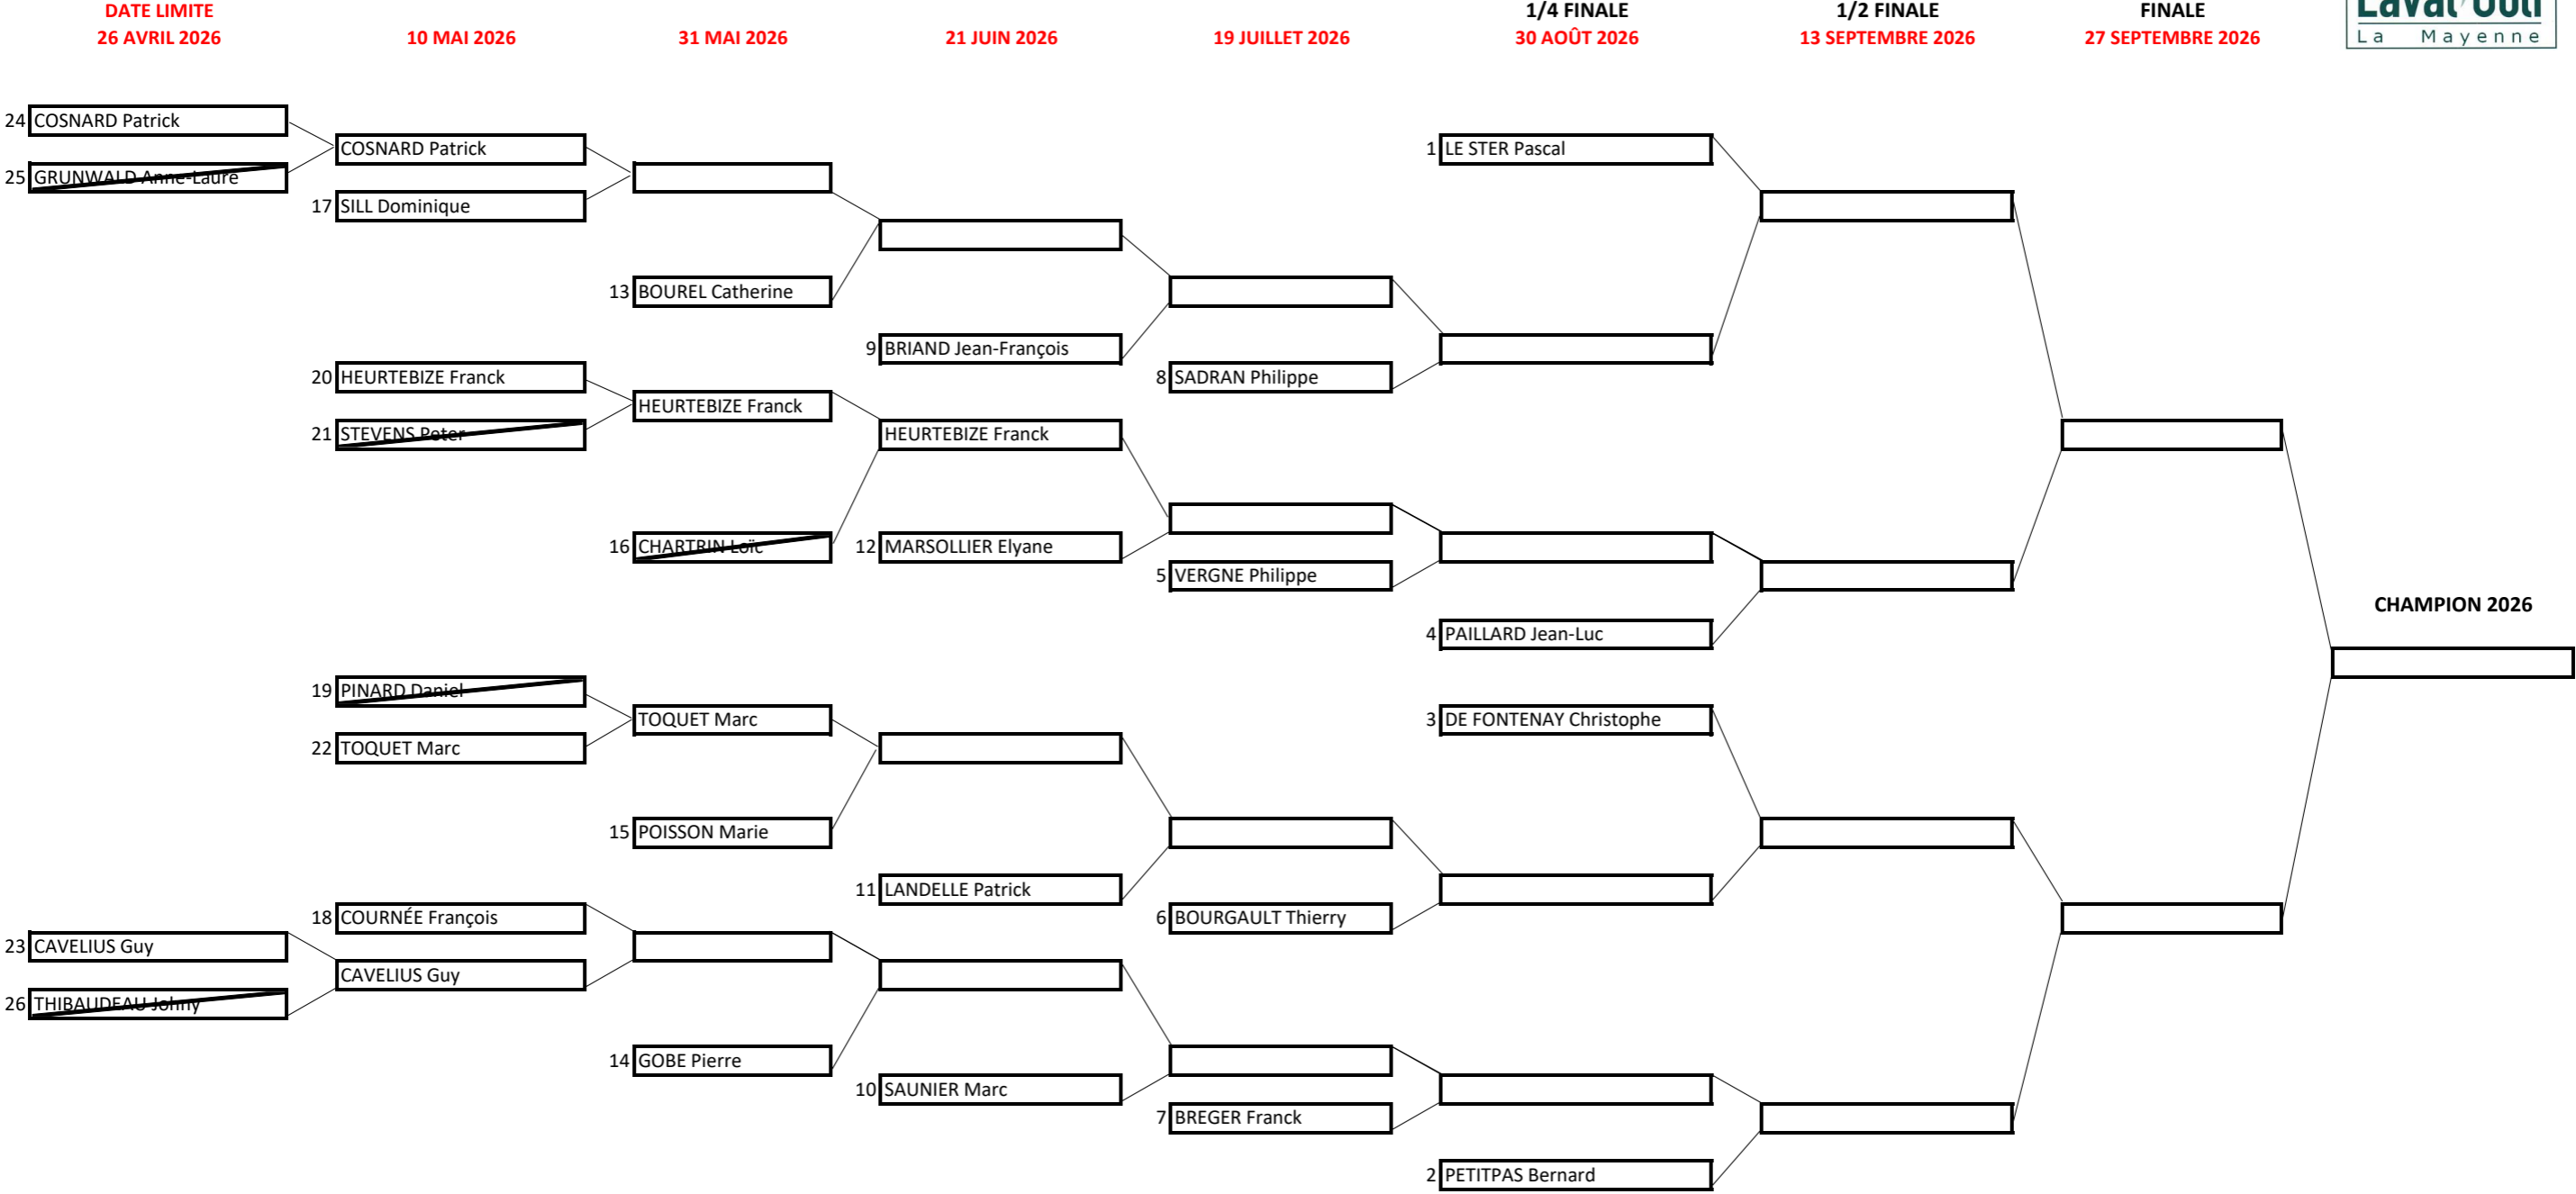 DATE LIMITE
26 AVRIL 2026
10 MAI 2026
31 MAI 2026
21 JUIN 2026
19 JUILLET 2026
1/4 FINALE
30 AOÛT 2026
1/2 FINALE
13 SEPTEMBRE 2026
FINALE
27 SEPTEMBRE 2026
Laval Golf
La Mayenne
24 COSNARD Patrick
25 GRUNWALD Anne-Laure
COSNARD Patrick
17 SILL Dominique
1 LE STER Pascal
13 BOUREL Catherine
9 BRIAND Jean-François
8 SADRAN Philippe
20 HEURTEBIZE Franck
21 STEVENS Peter
HEURTEBIZE Franck
HEURTEBIZE Franck
16 CHARTRIN Loïc
12 MARSOLLIER Elyane
5 VERGNE Philippe
4 PAILLARD Jean-Luc
CHAMPION 2026
19 PINARD Daniel
22 TOQUET Marc
TOQUET Marc
3 DE FONTENAY Christophe
15 POISSON Marie
11 LANDELLE Patrick
6 BOURGAULT Thierry
18 COURNÉE François
23 CAVELIUS Guy
CAVELIUS Guy
26 THIBAUDEAU Johny
14 GOBE Pierre
10 SAUNIER Marc
7 BREGER Franck
2 PETITPAS Bernard